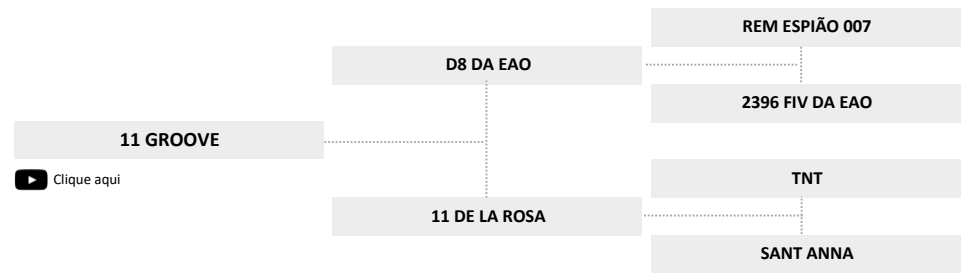 REM ESPIÃO 007
D8 DA EAO
2396 FIV DA EAO
11 GROOVE
Clique aqui
TNT
11 DE LA ROSA
SANT ANNA